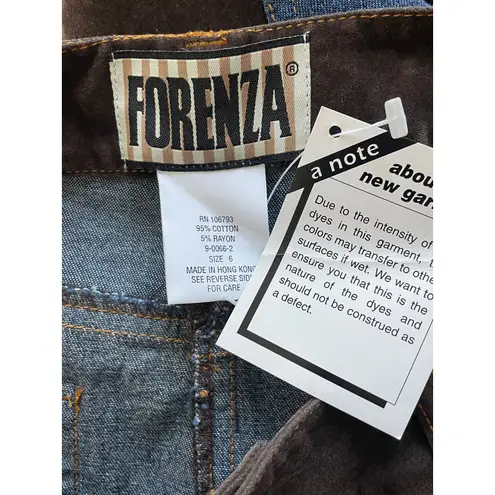 FORENZA®
RN 106793
95% COTTON
5% RAYON
9-0066-2
SIZE 6
MADE IN HONG KONG
SEE REVERSE SIDE
FOR CARE
a note
about
new gar
Due to the intensity of
dyes in this garment,
colors may transfer to other
surfaces if wet. We want to
ensure you that this is the
nature of the dyes and
should not be construed as
a defect.